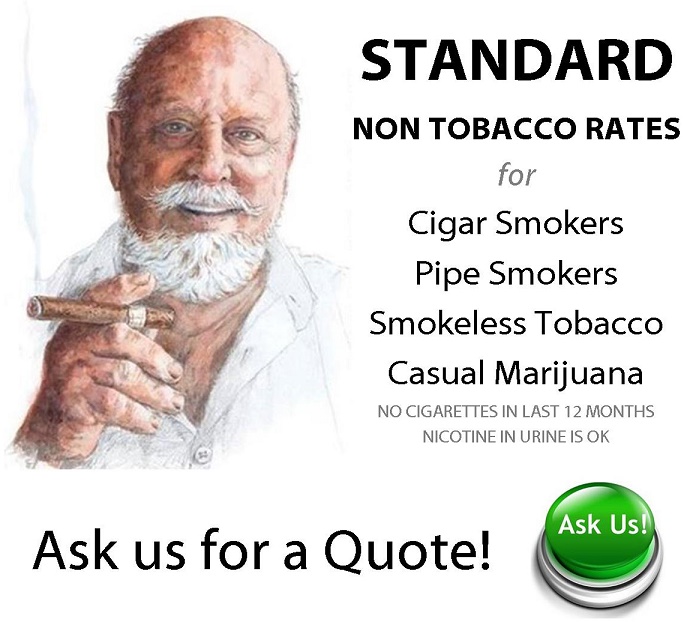 STANDARD
NON TOBACCO RATES
for
Cigar Smokers
Pipe Smokers
Smokeless Tobacco
Casual Marijuana
NO CIGARETTES IN LAST 12 MONTHS
NICOTINE IN URINE IS OK
Ask us for a Quote!
Ask Us!